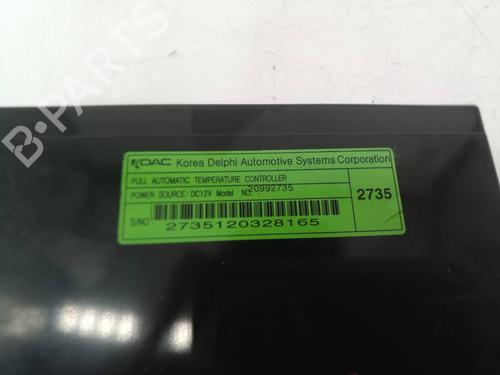 KDAC Korea Delphi Automotive Systems Corporation
FULL AUTOMATIC TEMPERATURE CONTROLLER
POWER SOURCE: DC12V Model NO.: 20992735
2735
S/NO:
2735120328165
B-PARTS